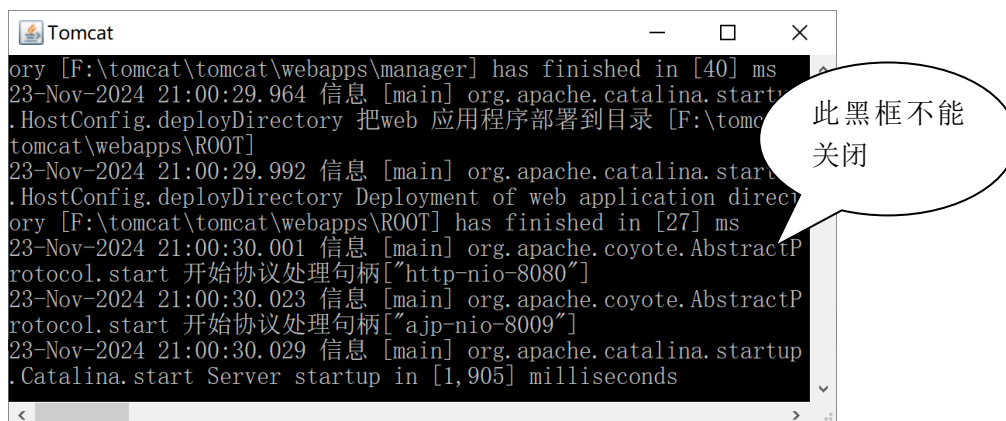 Tomcat
ory [F:\tomcat\tomcat\webapps\manager] has finished in [40] ms
23-Nov-2024 21:00:29.964 信息 [main] org.apache.catalina.startu
.HostConfig.deployDirectory 把web 应用程序部署到目录 [F:\tomc
tomcat\webapps\ROOT]
23-Nov-2024 21:00:29.992 信息 [main] org.apache.catalina.start
.HostConfig.deployDirectory Deployment of web application direct
ory [F:\tomcat\tomcat\webapps\ROOT] has finished in [27] ms
23-Nov-2024 21:00:30.001 信息 [main] org.apache.coyote.AbstractP
rotocol.start 开始协议处理句柄["http-nio-8080"]
23-Nov-2024 21:00:30.023 信息 [main] org.apache.coyote.AbstractP
rotocol.start 开始协议处理句柄["ajp-nio-8009"]
23-Nov-2024 21:00:30.029 信息 [main] org.apache.catalina.startup
.Catalina.start Server startup in [1,905] milliseconds
此黑框不能
关闭